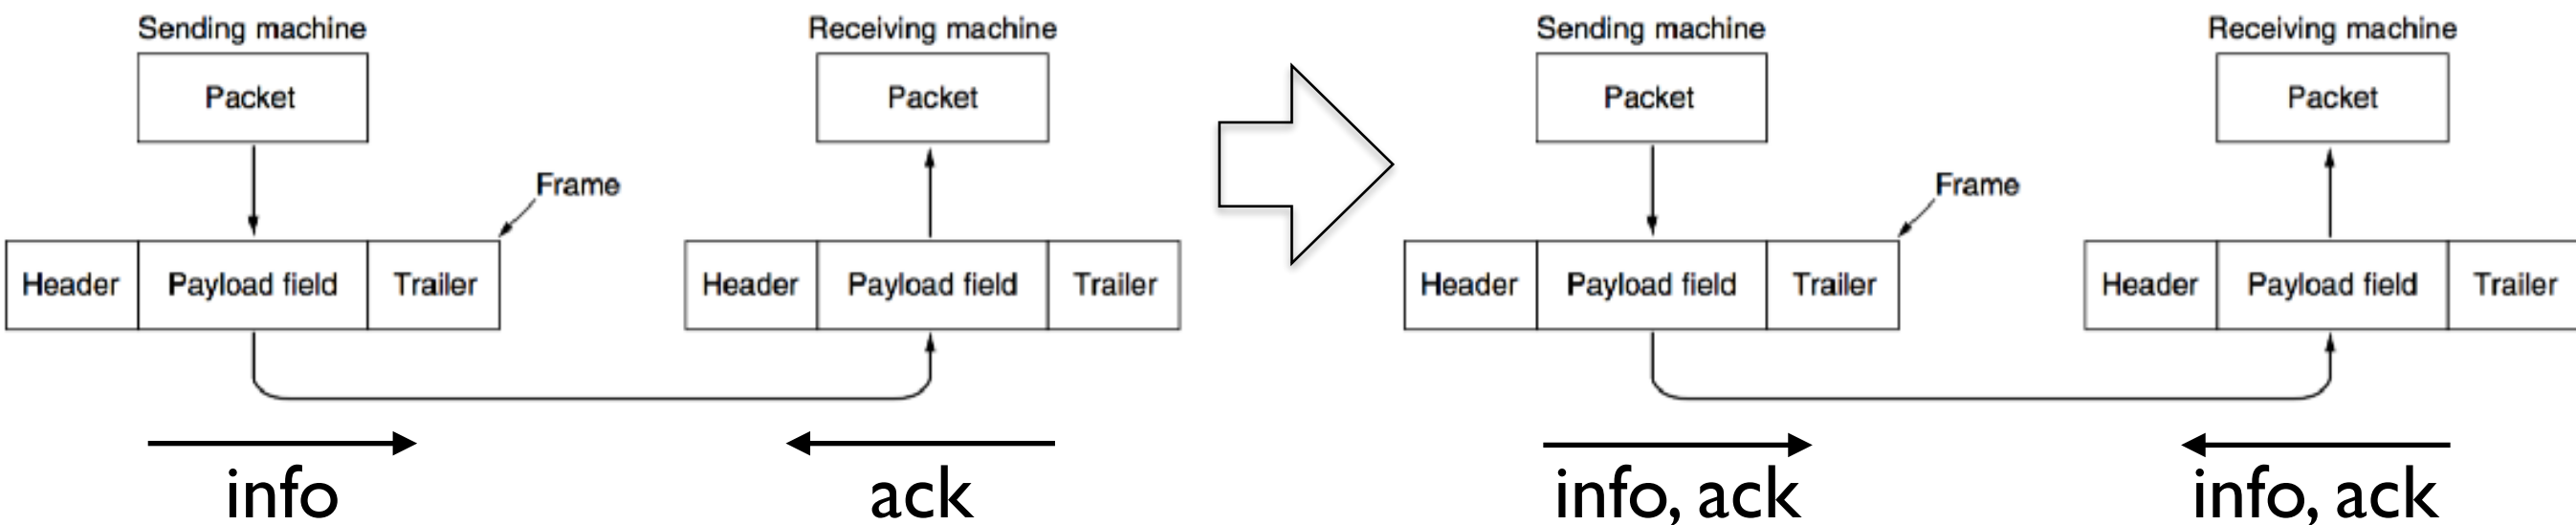 Sending machine
Receiving machine
Packet
Packet
Frame
Header Payload field Trailer
Header Payload field Trailer
info
ack
Sending machine
Receiving machine
Packet
Packet
Frame
Header Payload field Trailer
Header Payload field Trailer
info, ack
info, ack